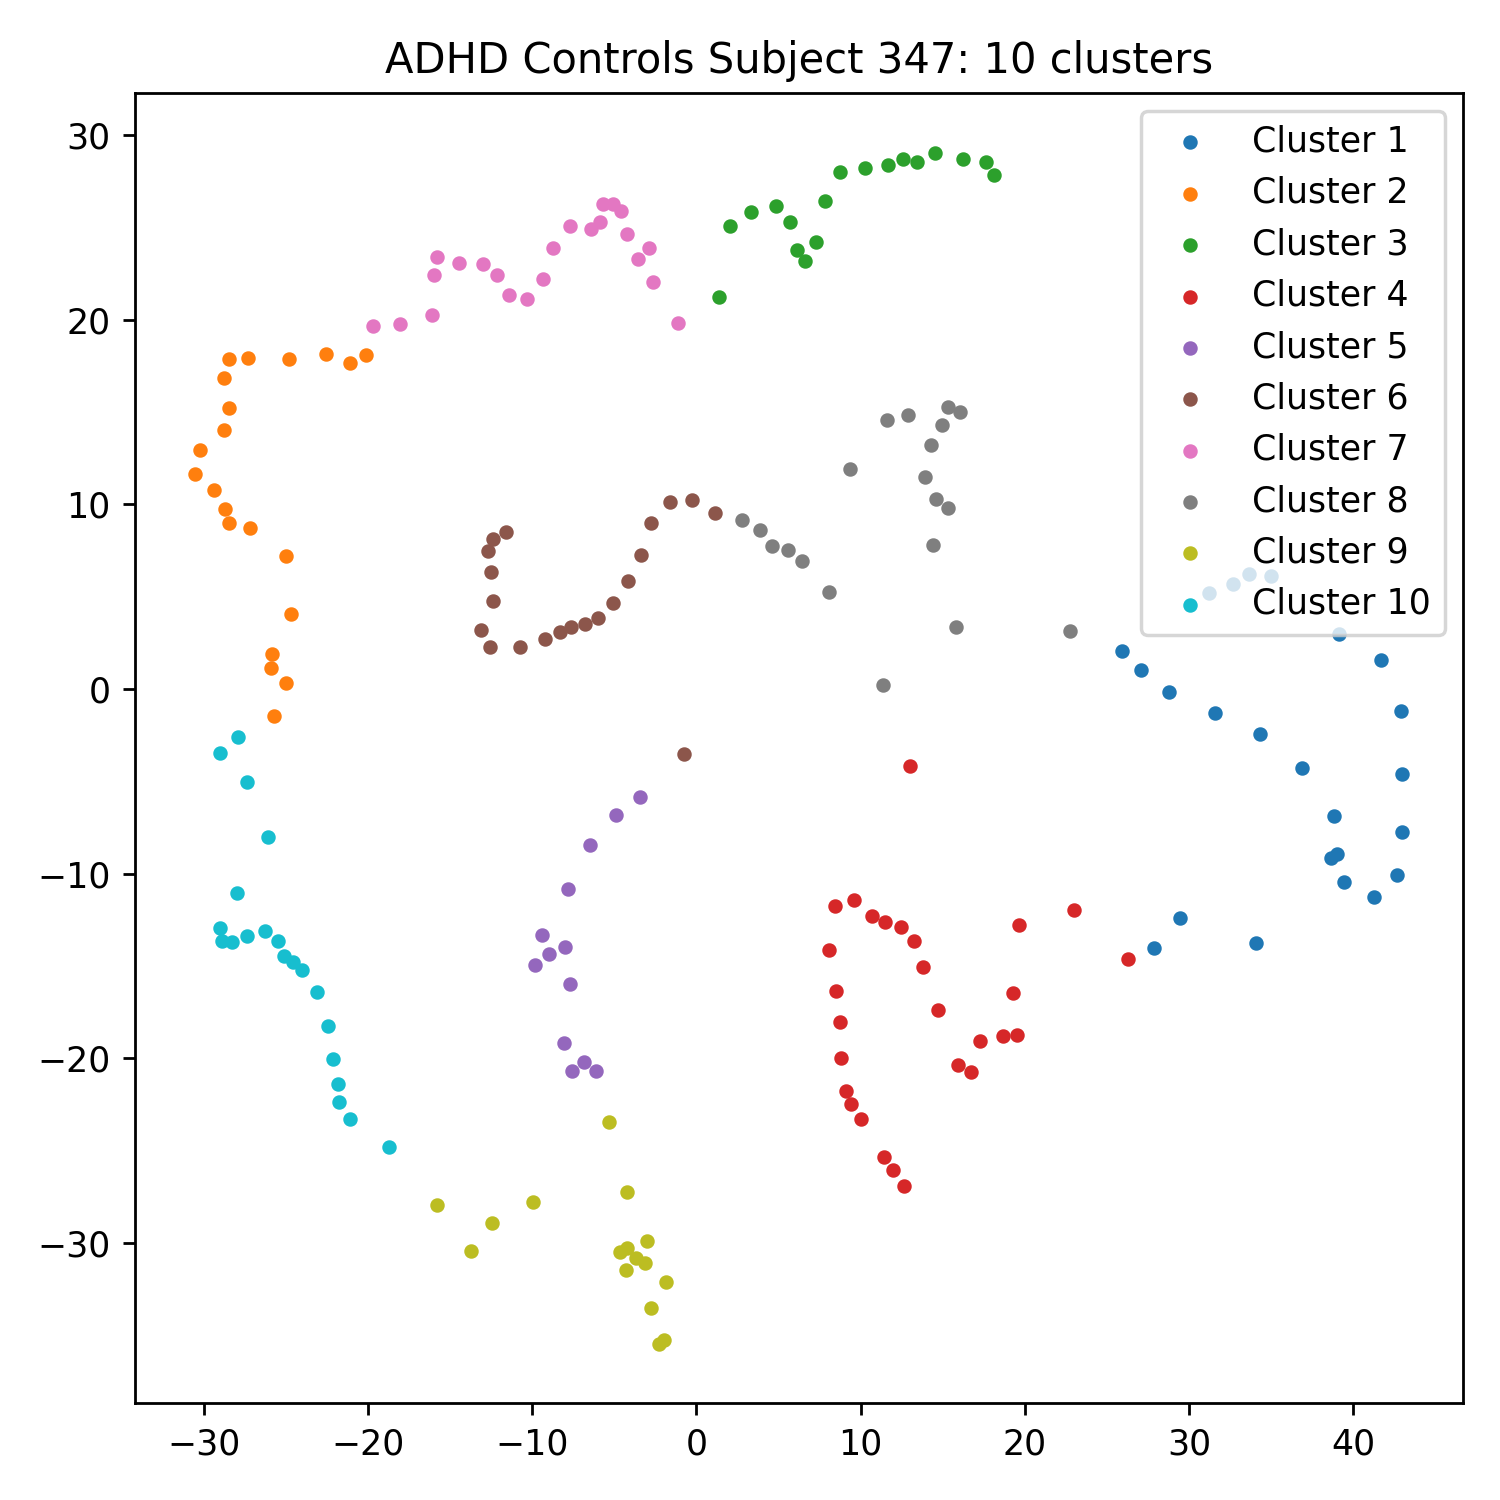 ADHD Controls Subject 347: 10 clusters
30
20
10
0
−10
−20
−30
−30
−20
−10
0
10
20
30
40
Cluster 1
Cluster 2
Cluster 3
Cluster 4
Cluster 5
Cluster 6
Cluster 7
Cluster 8
Cluster 9
Cluster 10